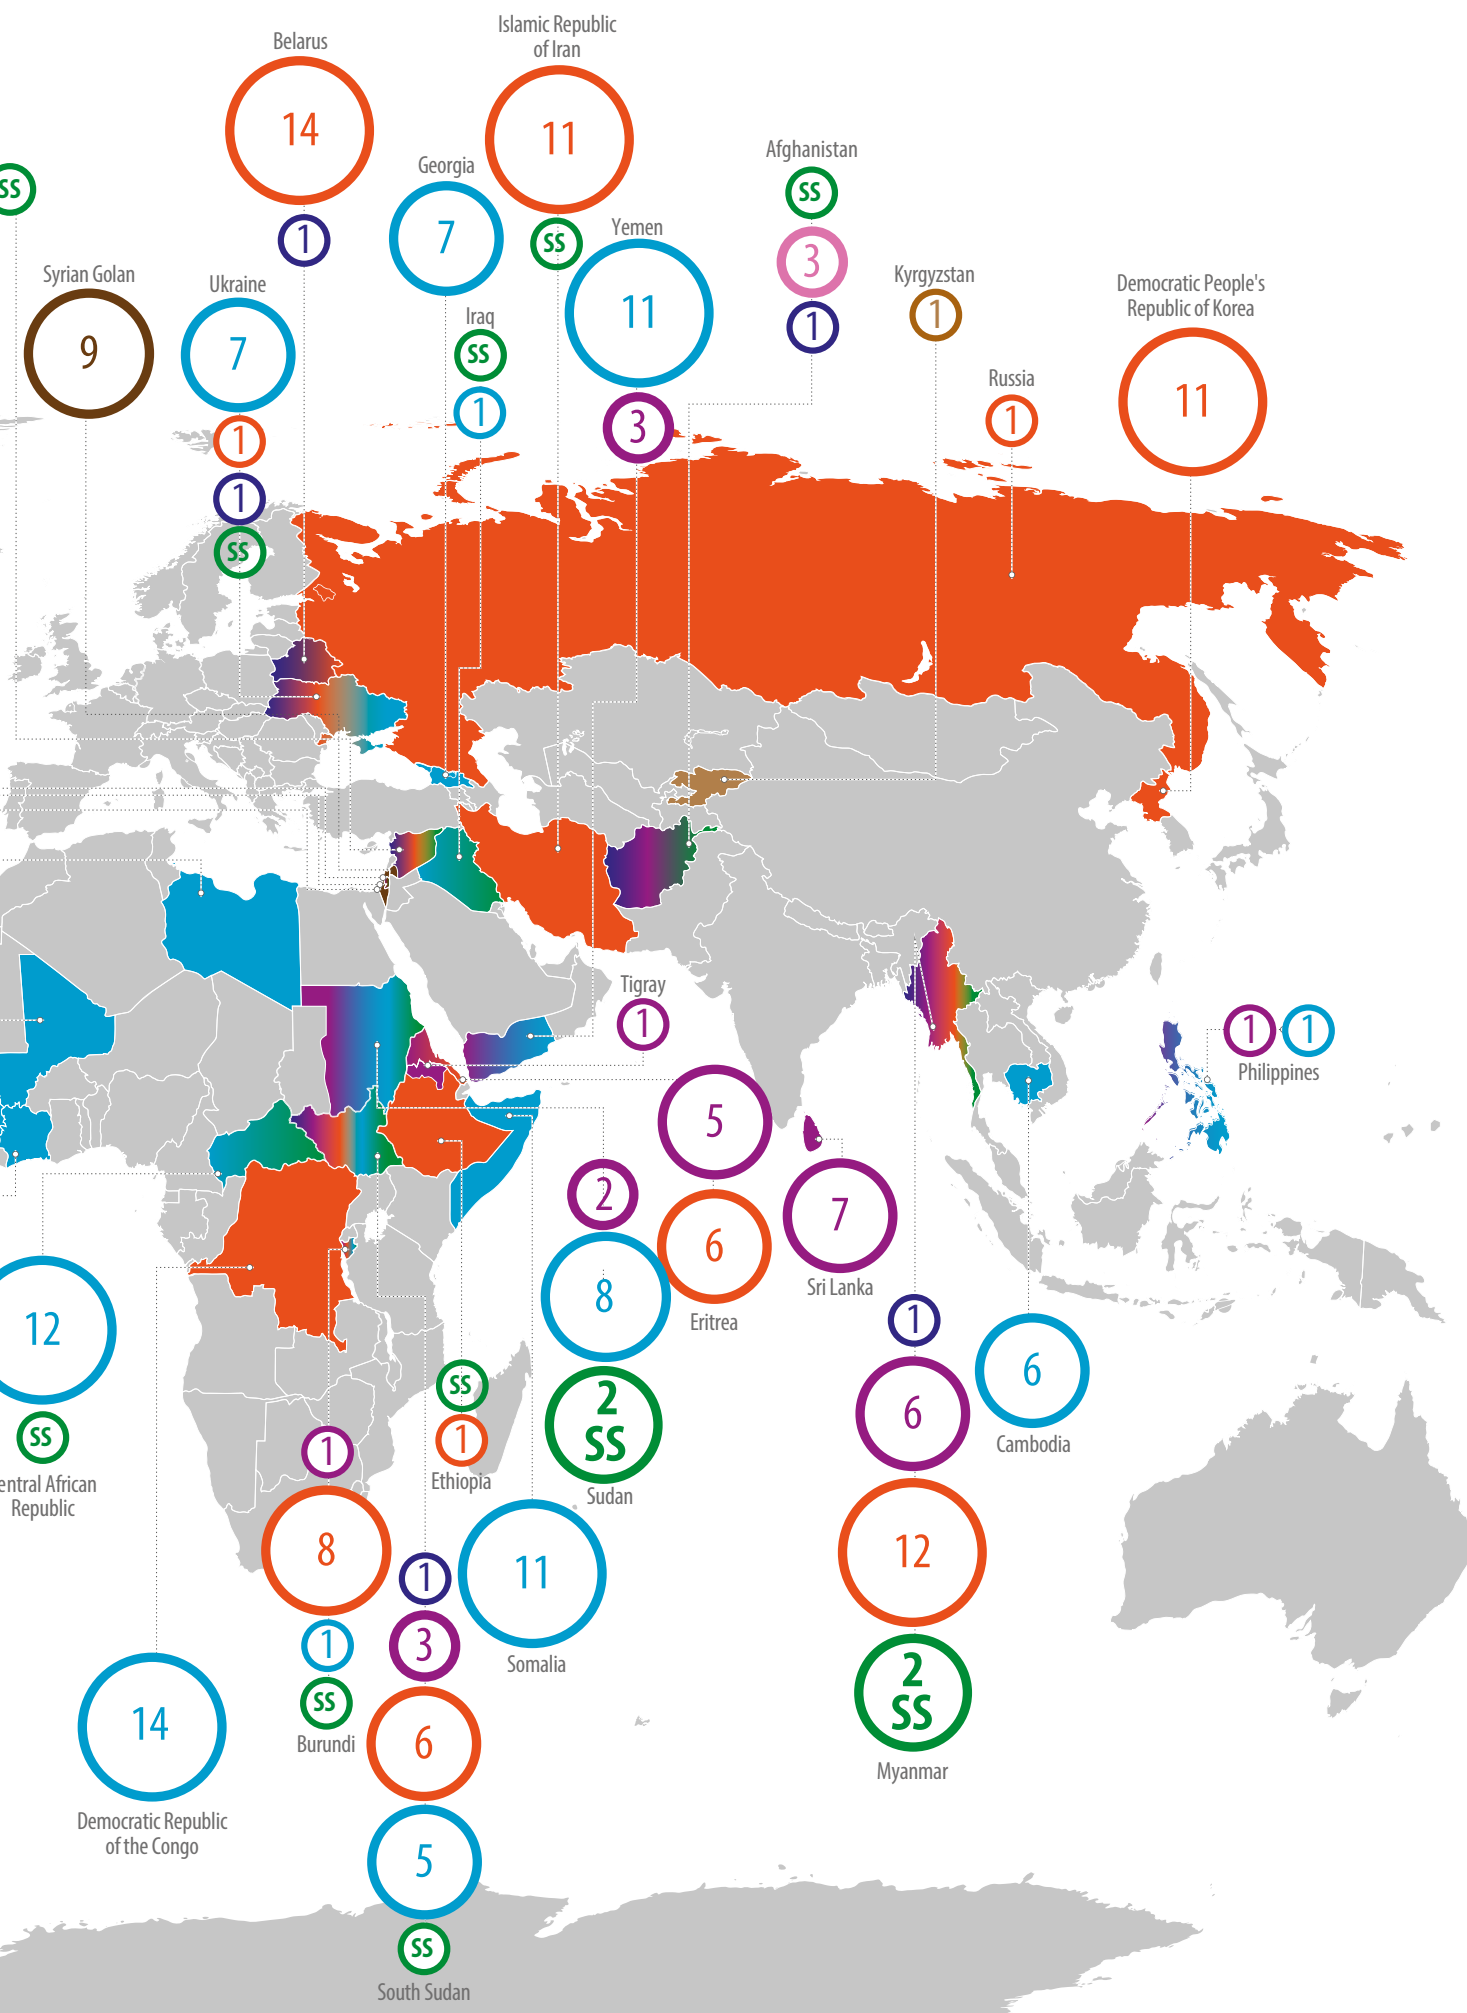 Belarus
14
1
Islamic Republic
of Iran
11
SS
Georgia
7
Afghanistan
SS
3
1
SS
Yemen
11
3
Syrian Golan
9
Ukraine
7
1
1
SS
Iraq
SS
1
Kyrgyzstan
1
Democratic People's
Republic of Korea
11
Russia
1
Tigray
1
1
1
Philippines
5
6
Eritrea
7
Sri Lanka
2
8
2
SS
Sudan
12
SS
entral African
Republic
SS
1
Ethiopia
1
6
12
2
SS
Myanmar
6
Cambodia
1
8
1
SS
Burundi
11
Somalia
1
3
6
5
SS
South Sudan
14
Democratic Republic
of the Congo